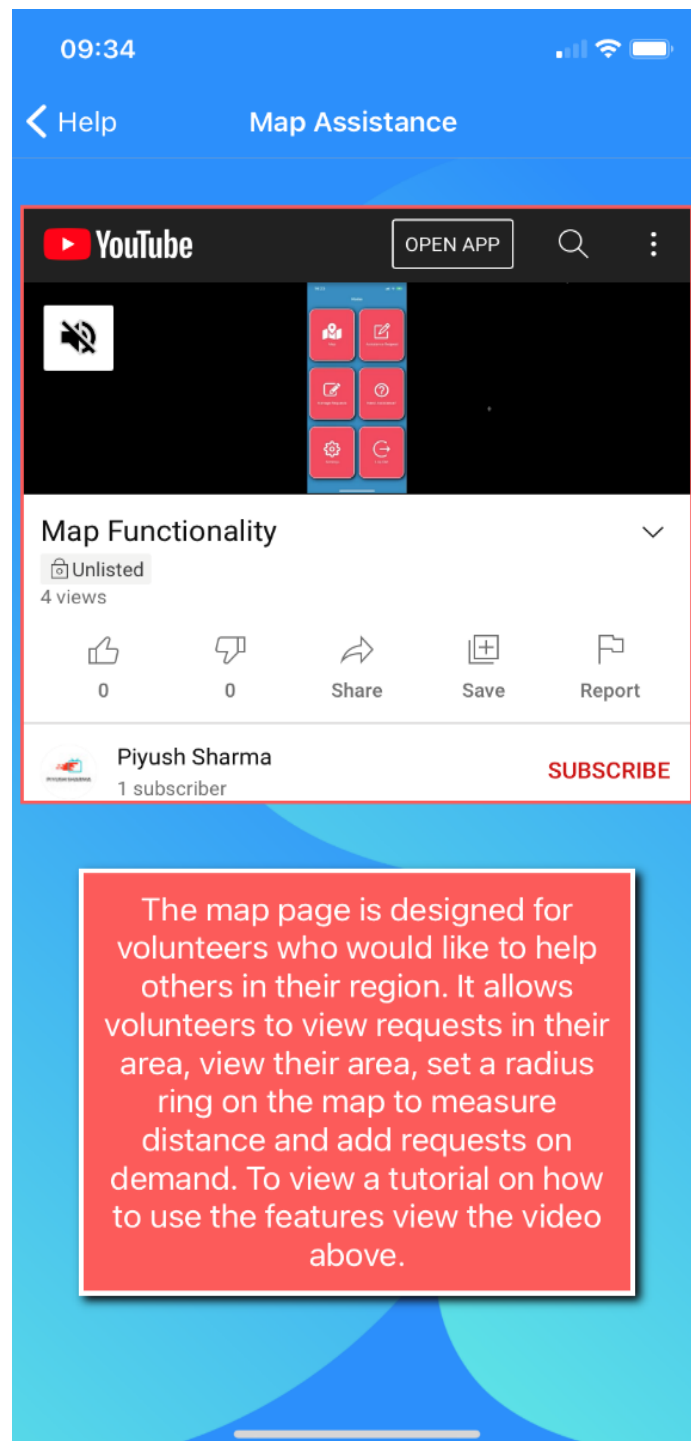 09:34
Help
Map Assistance
YouTube
OPEN APP
Map Functionality
Unlisted
4 views
0
0
Share
Save
Report
Piyush Sharma
1 subscriber
SUBSCRIBE
The map page is designed for
volunteers who would like to help
others in their region. It allows
volunteers to view requests in their
area, view their area, set a radius
ring on the map to measure
distance and add requests on
demand. To view a tutorial on how
to use the features view the video
above.